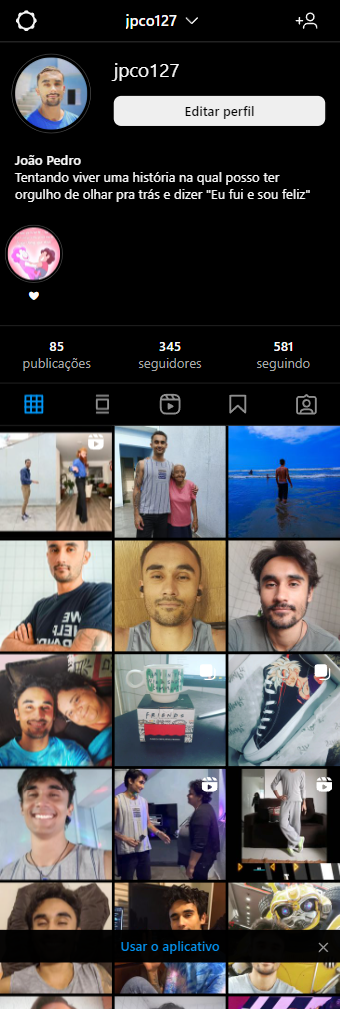 jpco127
jpco127
Editar perfil
João Pedro
Tentando viver uma história na qual posso ter
orgulho de olhar pra trás e dizer "Eu fui e sou feliz"
85 345 581
publicações seguidores seguindo
FRIENDS
Usar o aplicativo